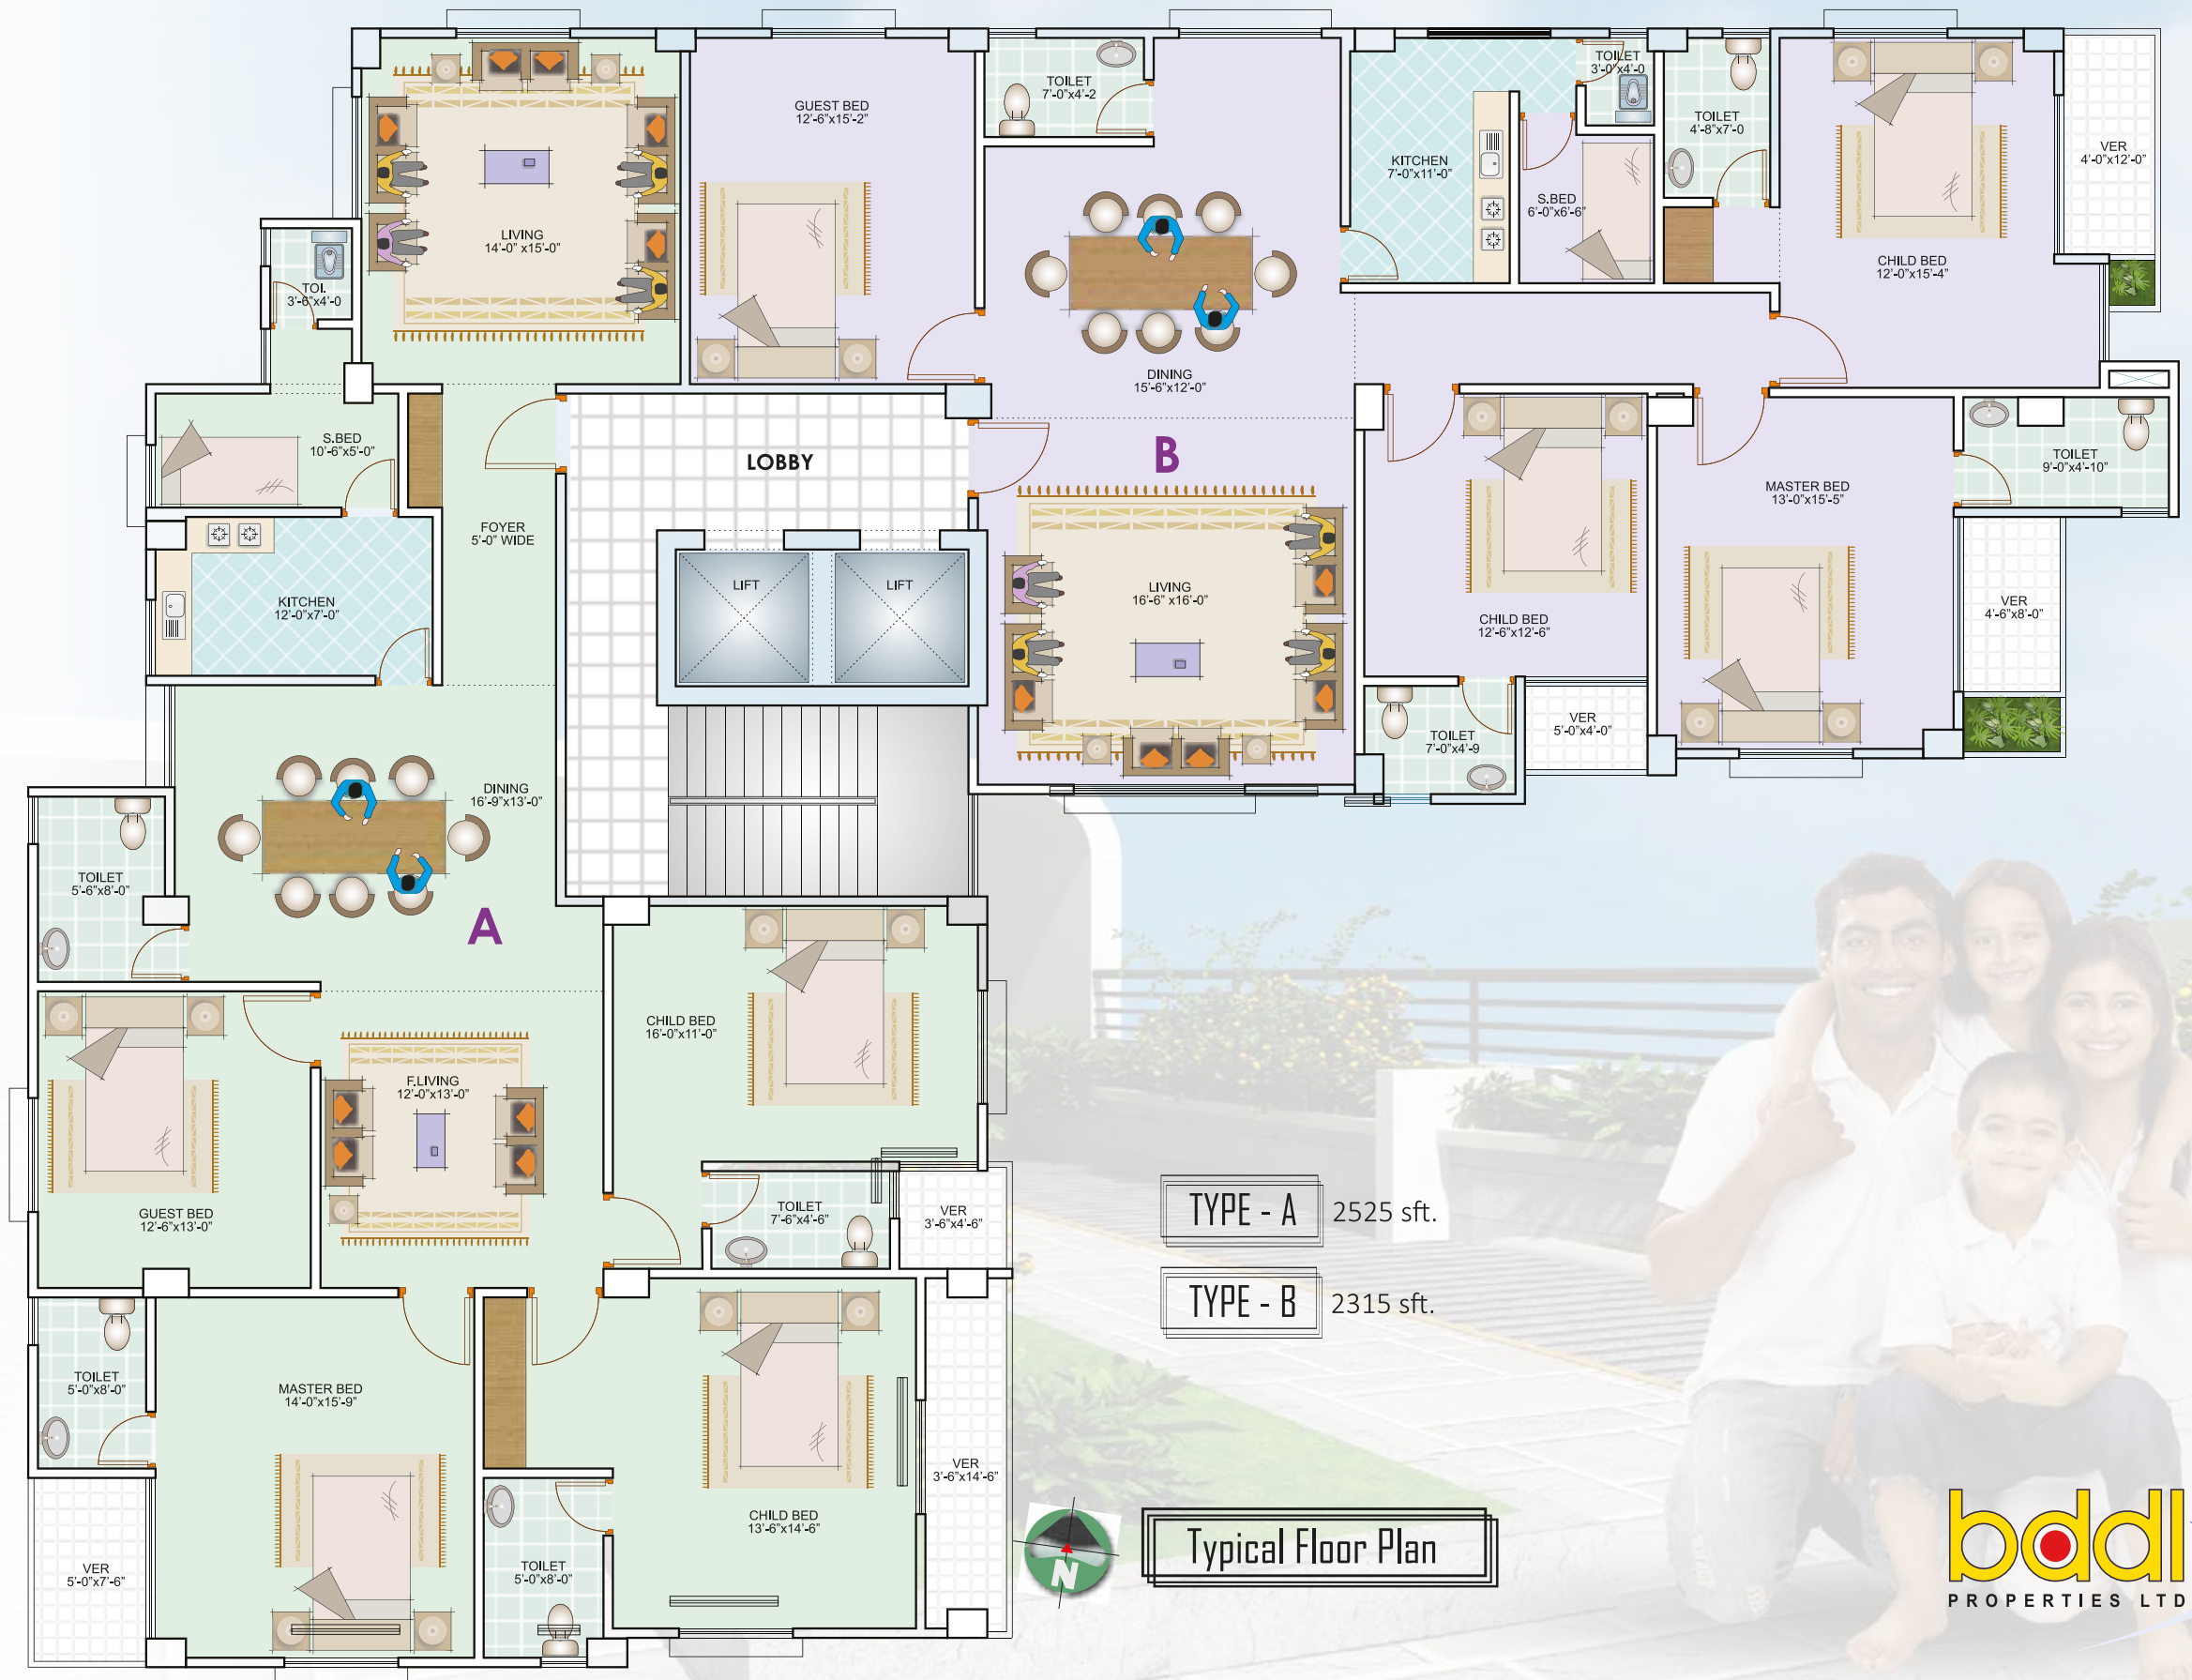 LIVING
14'-0" x15'-0"
GUEST BED
12'-6"x15'-2"
TOILET
7'-0"x4'-2
KITCHEN
7'-0"x11'-0"
TOILET
3'-0"x4'-0
S.BED
6'-0"x6'-6"
TOILET
4'-8"x7'-0
CHILD BED
12'-0"x15'-4"
VER
4'-0"x12'-0"
TOI.
3'-6"x4'-0
DINING
15'-6"x12'-0"
S.BED
10'-6"x5'-0"
FOYER
5'-0" WIDE
LOBBY
B
LIFT
LIFT
LIVING
16'-6" x16'-0"
CHILD BED
12'-6"x12'-6"
MASTER BED
13'-0"x15'-5"
TOILET
9'-0"x4'-10"
VER
4'-6"x8'-0"
KITCHEN
12'-0"x7'-0"
TOILET
7'-0"x4'-9
VER
5'-0"x4'-0"
DINING
16'-9"x13'-0"
TOILET
5'-6"x8'-0"
A
GUEST BED
12'-6"x13'-0"
F.LIVING
12'-0"x13'-0"
CHILD BED
16'-0"x11'-0"
TOILET
7'-6"x4'-6"
VER
3'-6"x4'-6"
TOILET
5'-0"x8'-0"
MASTER BED
14'-0"x15'-9"
VER
5'-0"x7'-6"
TOILET
5'-0"x8'-0"
CHILD BED
13'-6"x14'-6"
VER
3'-6"x14'-6"
TYPE - A 2525 sft.
TYPE - B 2315 sft.
N
Typical Floor Plan
bddl
PROPERTIES LTD